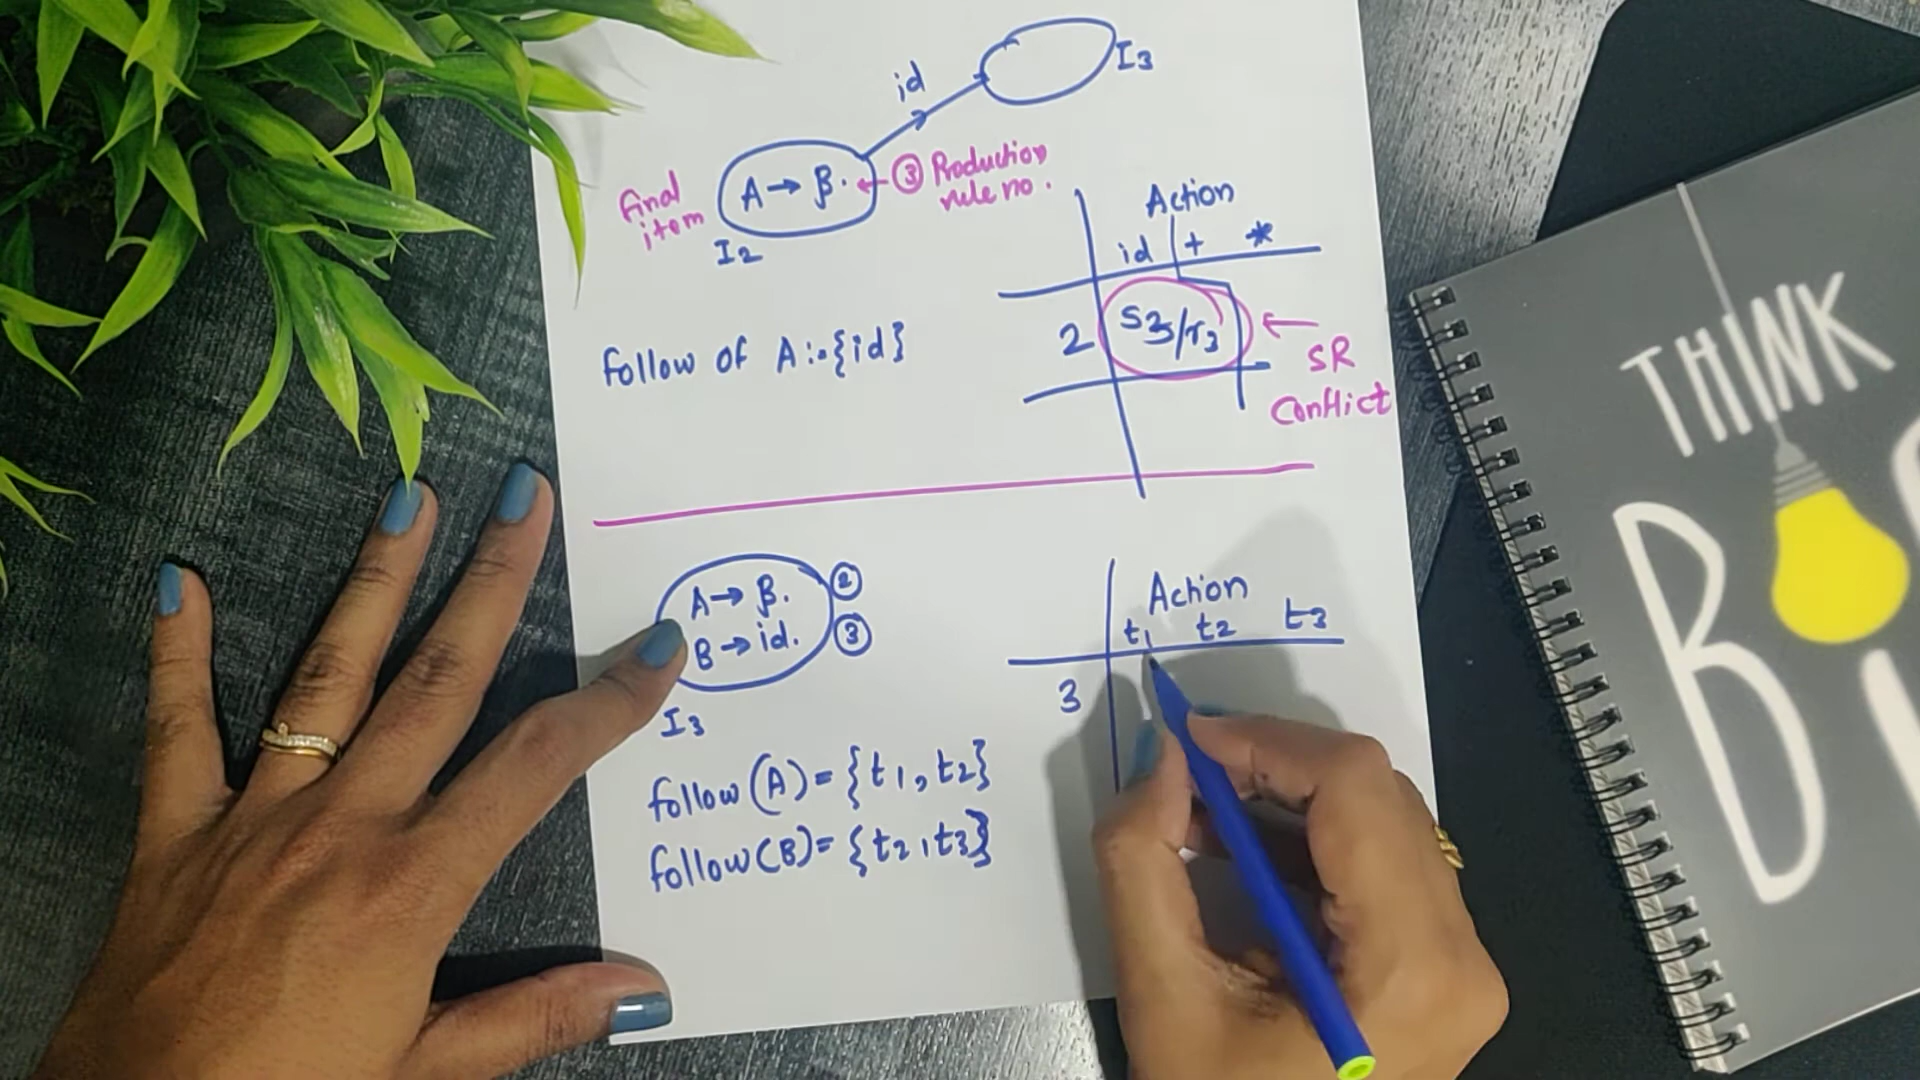 id
I3
A → β. ← ③ Production rule no.
final item
I2
Action
id + *
2 S3/r3 ← SR Conflict
follow of A:={id}
A → β. ②
B → id. ③
I3
Action
t1 t2 t3
3
follow (A) = {t1, t2}
follow (B) = {t2, t3}
THINK